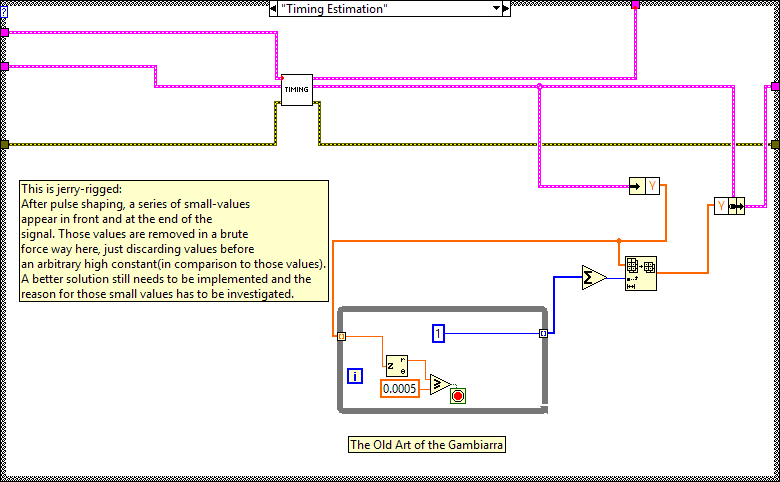 "Timing Estimation"
?
TIMING
This is jerry-rigged:
After pulse shaping, a series of small-values
appear in front and at the end of the
signal. Those values are removed in a brute
force way here, just discarding values before
an arbitrary high constant(in comparison to those values).
A better solution still needs to be implemented and the
reason for those small values has to be investigated.
Y
Y
Σ
1
i
z r θ
0.0005
≥
The Old Art of the Gambiarra